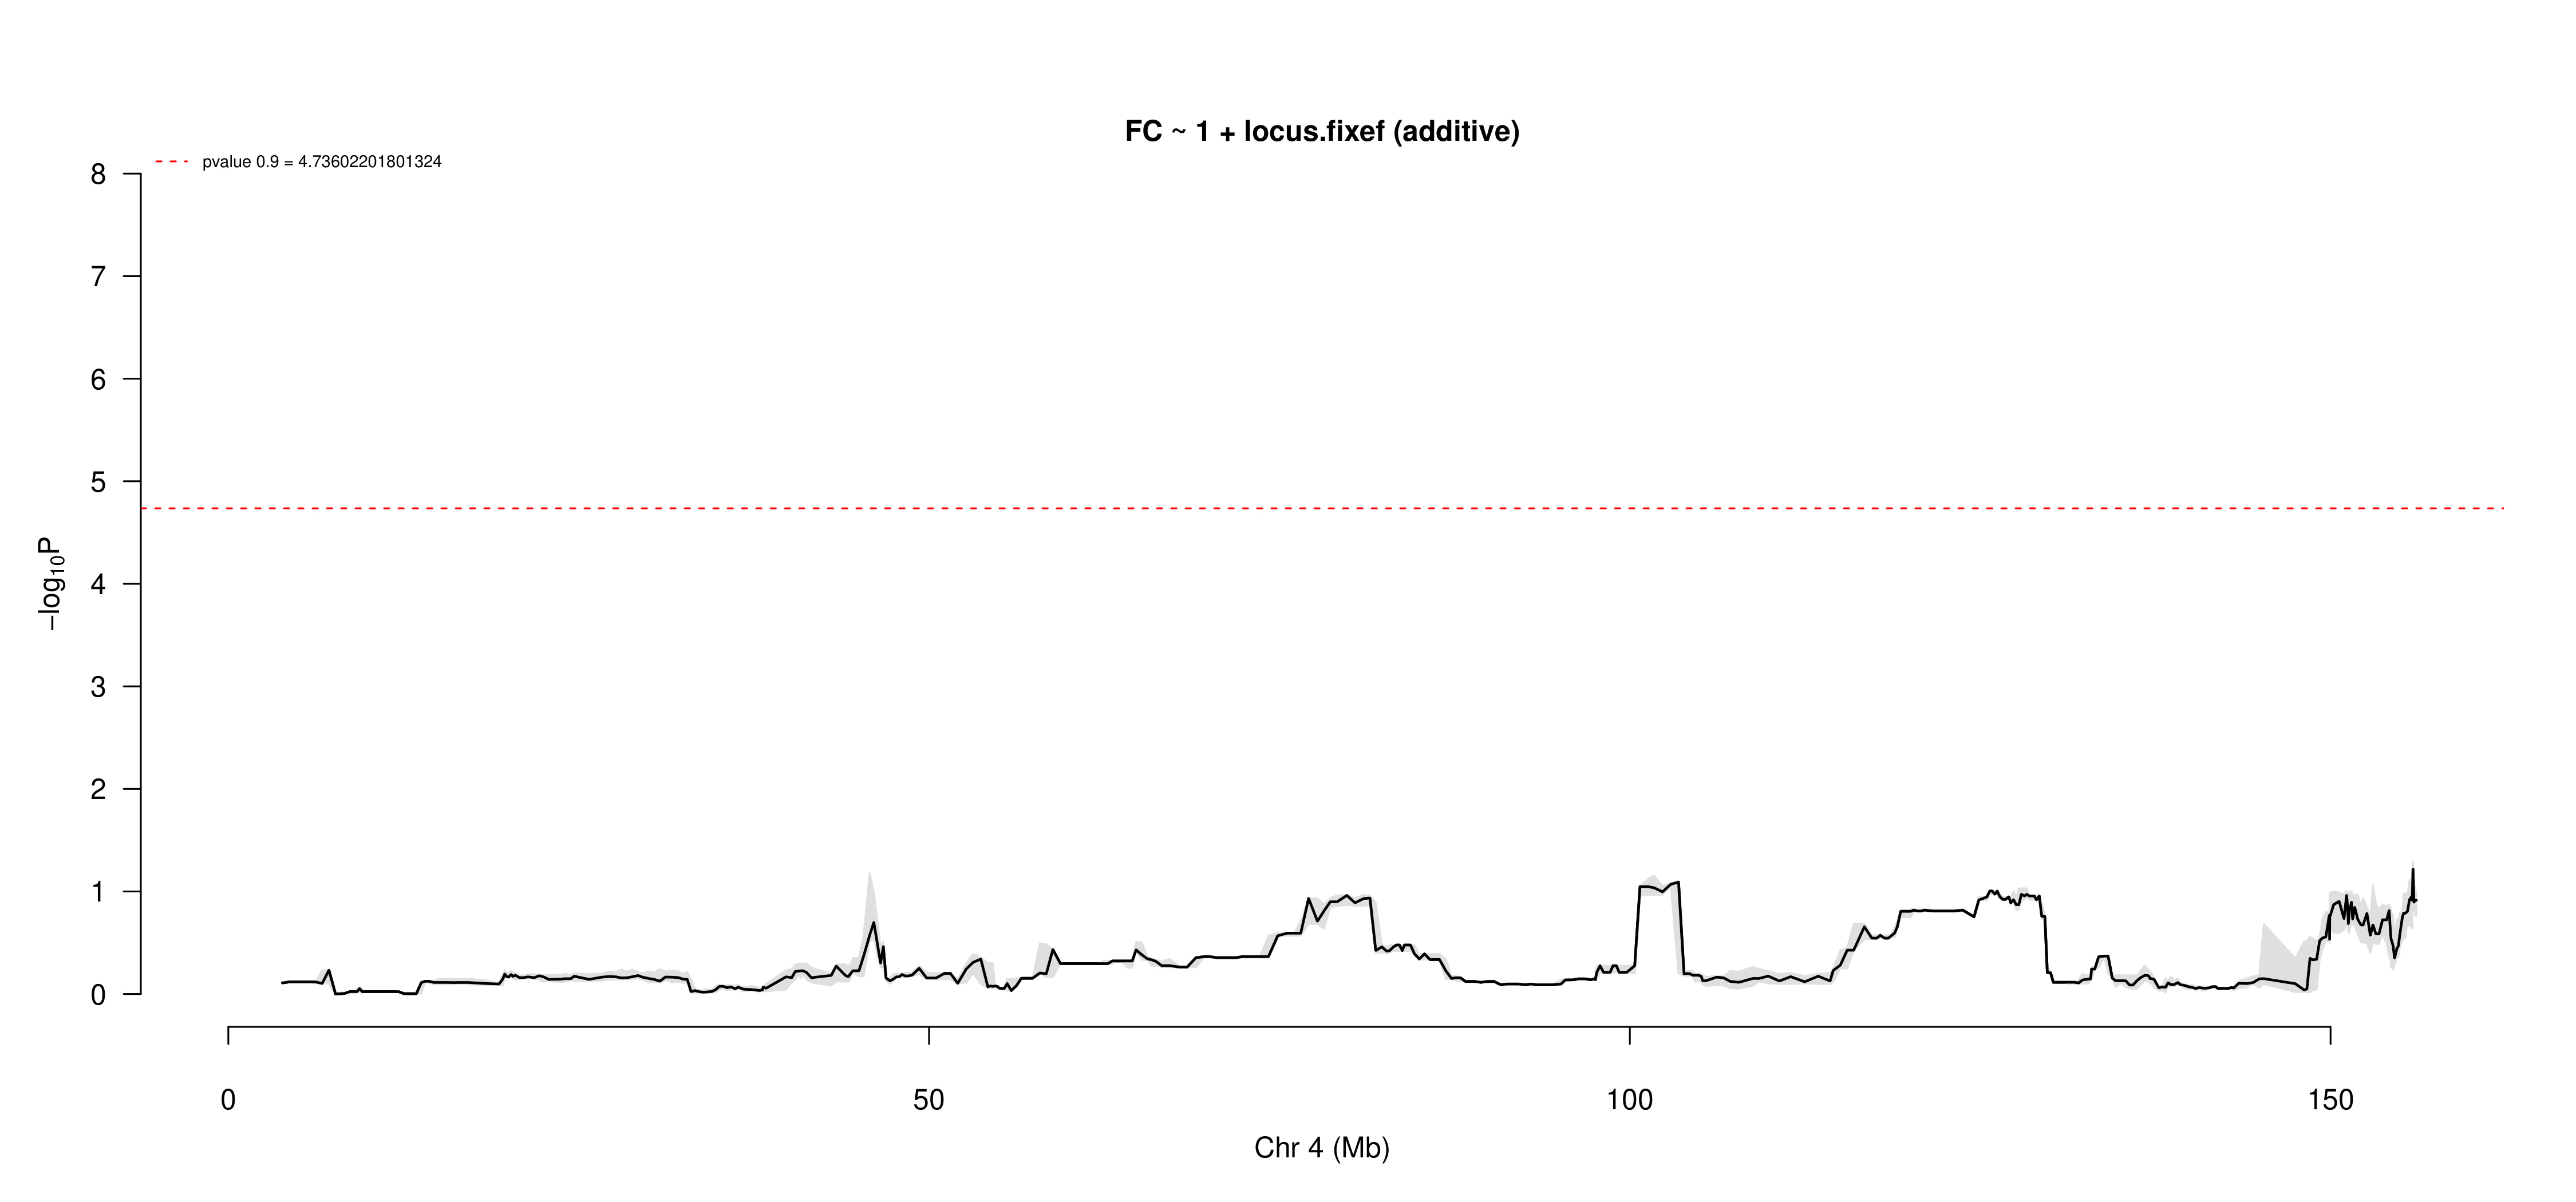 FC ~ 1 + locus.fixef (additive)
pvalue 0.9 = 4.73602201801324
8
7
6
5
4
3
2
1
0
−log10P
0 50 100 150
Chr 4 (Mb)